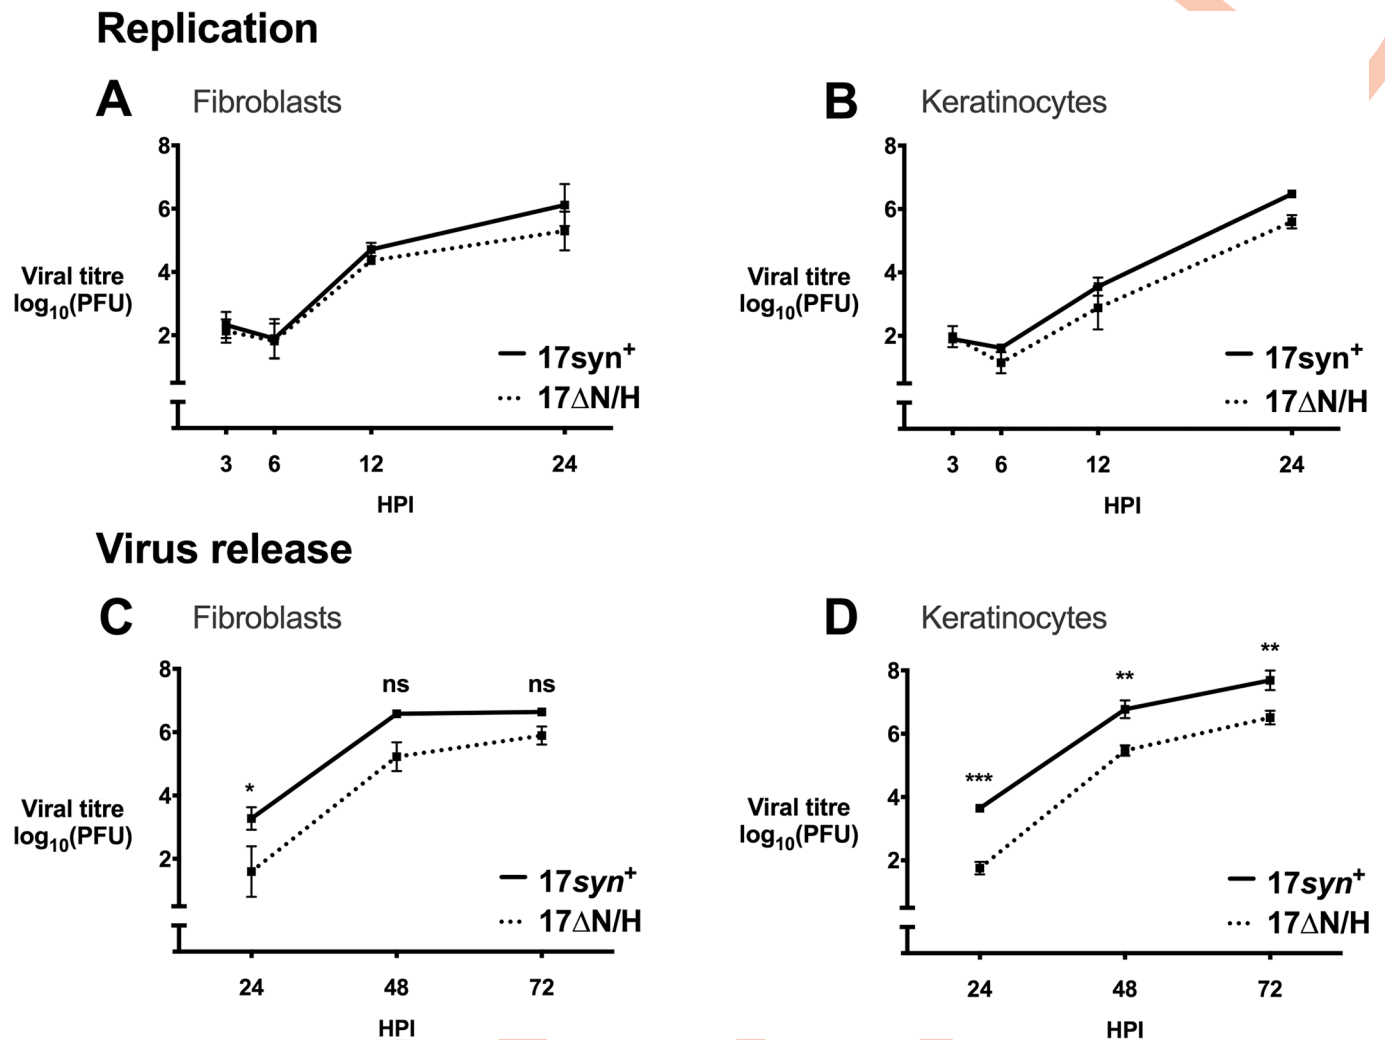 Replication
A Fibroblasts
8
6
4
2
Viral titre
log10(PFU)
17syn+
17ΔN/H
3 6 12 24
HPI
B Keratinocytes
8
6
4
2
Viral titre
log10(PFU)
17syn+
17ΔN/H
3 6 12 24
HPI
Virus release
C Fibroblasts
8
6
4
2
Viral titre
log10(PFU)
* ns ns
17syn+
17ΔN/H
24 48 72
HPI
D Keratinocytes
8
6
4
2
Viral titre
log10(PFU)
*** ** **
17syn+
17ΔN/H
24 48 72
HPI